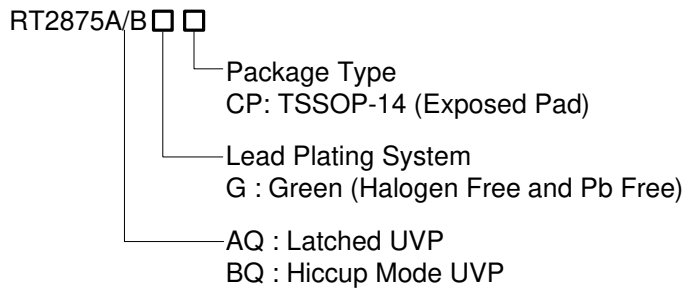 RT2875A/B
Package Type
CP: TSSOP-14 (Exposed Pad)
Lead Plating System
G : Green (Halogen Free and Pb Free)
AQ : Latched UVP
BQ : Hiccup Mode UVP